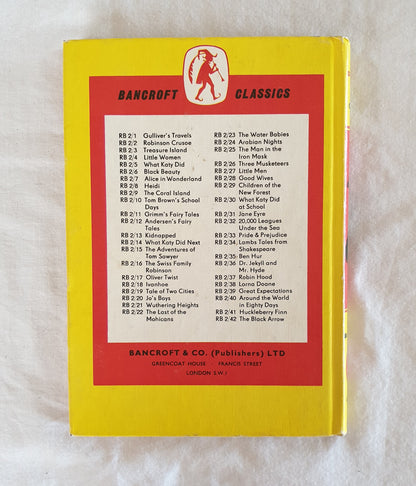 BANCROFT CLASSICS
RB 2/1 Gulliver's Travels
RB 2/2 Robinson Crusoe
RB 2/3 Treasure Island
RB 2/4 Little Women
RB 2/5 What Katy Did
RB 2/6 Black Beauty
RB 2/7 Alice in Wonderland
RB 2/8 Heidi
RB 2/9 The Coral Island
RB 2/10 Tom Brown's School
Days
RB 2/11 Grimm's Fairy Tales
RB 2/12 Andersen's Fairy
Tales
RB 2/13 Kidnapped
RB 2/14 What Katy Did Next
RB 2/15 The Adventures of
Tom Sawyer
RB 2/16 The Swiss Family
Robinson
RB 2/17 Oliver Twist
RB 2/18 Ivanhoe
RB 2/19 Tale of Two Cities
RB 2/20 Jo's Boys
RB 2/21 Wuthering Heights
RB 2/22 The Last of the
Mohicans
RB 2/23 The Water Babies
RB 2/24 Arabian Nights
RB 2/25 The Man in the
Iron Mask
RB 2/26 Three Musketeers
RB 2/27 Little Men
RB 2/28 Good Wives
RB 2/29 Children of the
New Forest
RB 2/30 What Katy Did
at School
RB 2/31 Jane Eyre
RB 2/32 20,000 Leagues
Under the Sea
RB 2/33 Pride & Prejudice
RB 2/34 Lambs Tales from
Shakespeare
RB 2/35 Ben Hur
RB 2/36 Dr. Jekyll and
Mr. Hyde
RB 2/37 Robin Hood
RB 2/38 Lorna Doone
RB 2/39 Great Expectations
RB 2/40 Around the World
in Eighty Days
RB 2/41 Huckleberry Finn
RB 2/42 The Black Arrow
BANCROFT & CO. (Publishers) LTD
GREENCOAT HOUSE · FRANCIS STREET
LONDON S.W.1